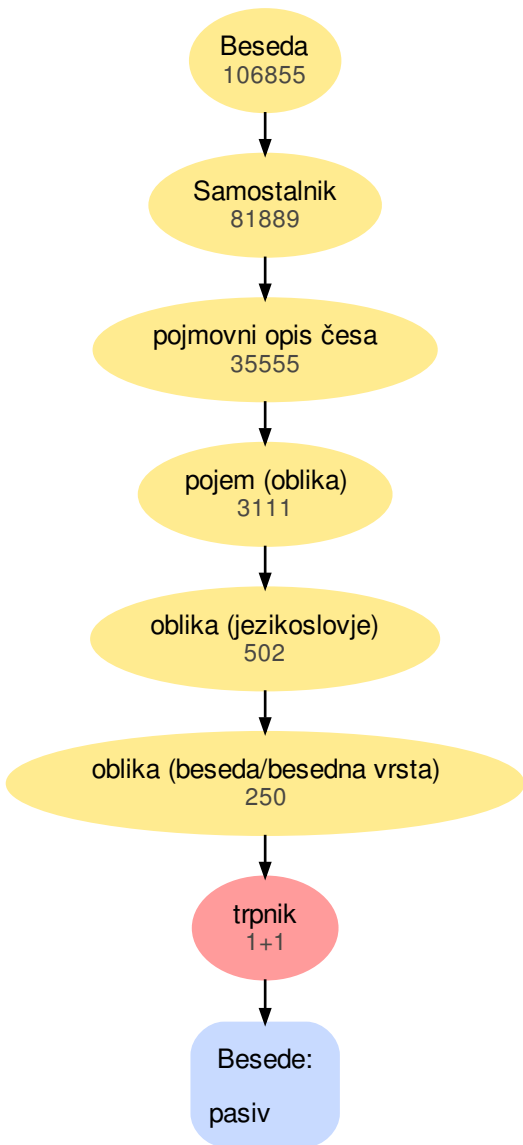 Beseda
106855
Samostalnik
81889
pojmovni opis česa
35555
pojem (oblika)
3111
oblika (jezikoslovje)
502
oblika (beseda/besedna vrsta)
250
trpnik
1+1
Besede:
pasiv